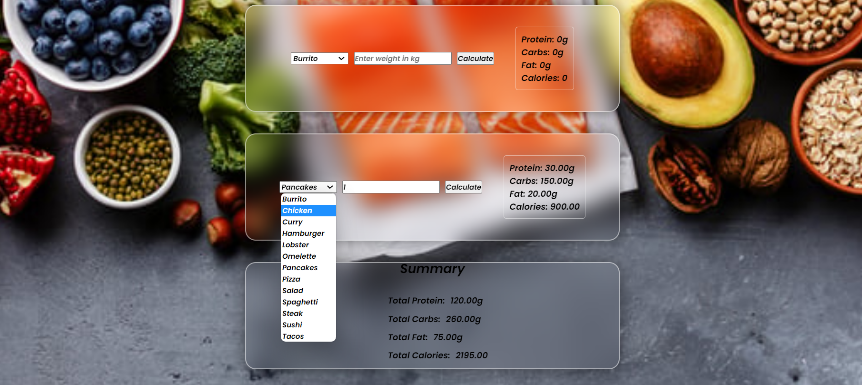 Burrito
Enter weight in kg
Calculate
Protein: 0g
Carbs: 0g
Fat: 0g
Calories: 0
Pancakes
1
Calculate
Protein: 30.00g
Carbs: 150.00g
Fat: 20.00g
Calories: 900.00
Burrito
Chicken
Curry
Hamburger
Lobster
Omelette
Pancakes
Pizza
Salad
Spaghetti
Steak
Sushi
Tacos
Summary
Total Protein: 120.00g
Total Carbs: 260.00g
Total Fat: 75.00g
Total Calories: 2195.00